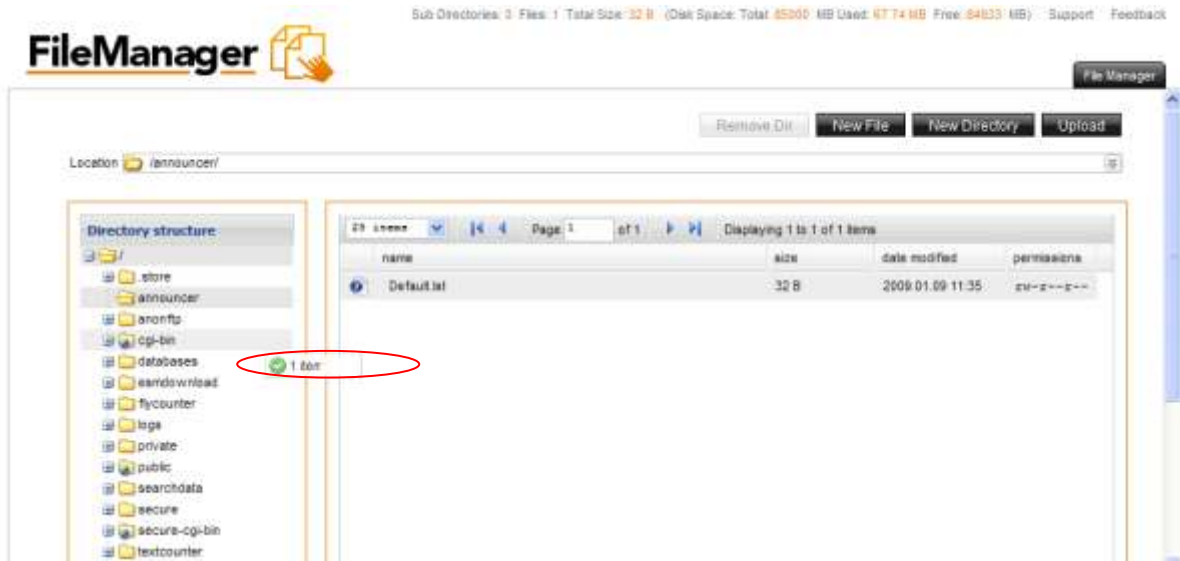 Sub Directories: 0 Files: 1 Total Size: 32 B (Disk Space: Total: 85000 MB Used: 67.74 MB Free: 84933 MB) Support Feedback
FileManager
File Manager
Remove Dir New File New Directory Upload
Location /announcer/
Directory structure
/
.store
announcer
anonftp
cgi-bin
databases
eamdownload
flycounter
logs
private
public
searchdata
secure
secure-cgi-bin
textcounter
1 item
25 items Page 1 of 1 Displaying 1 to 1 of 1 items
name size date modified permissions
Default.txt 32 B 2009.01.09 11:35 rw-r--r--